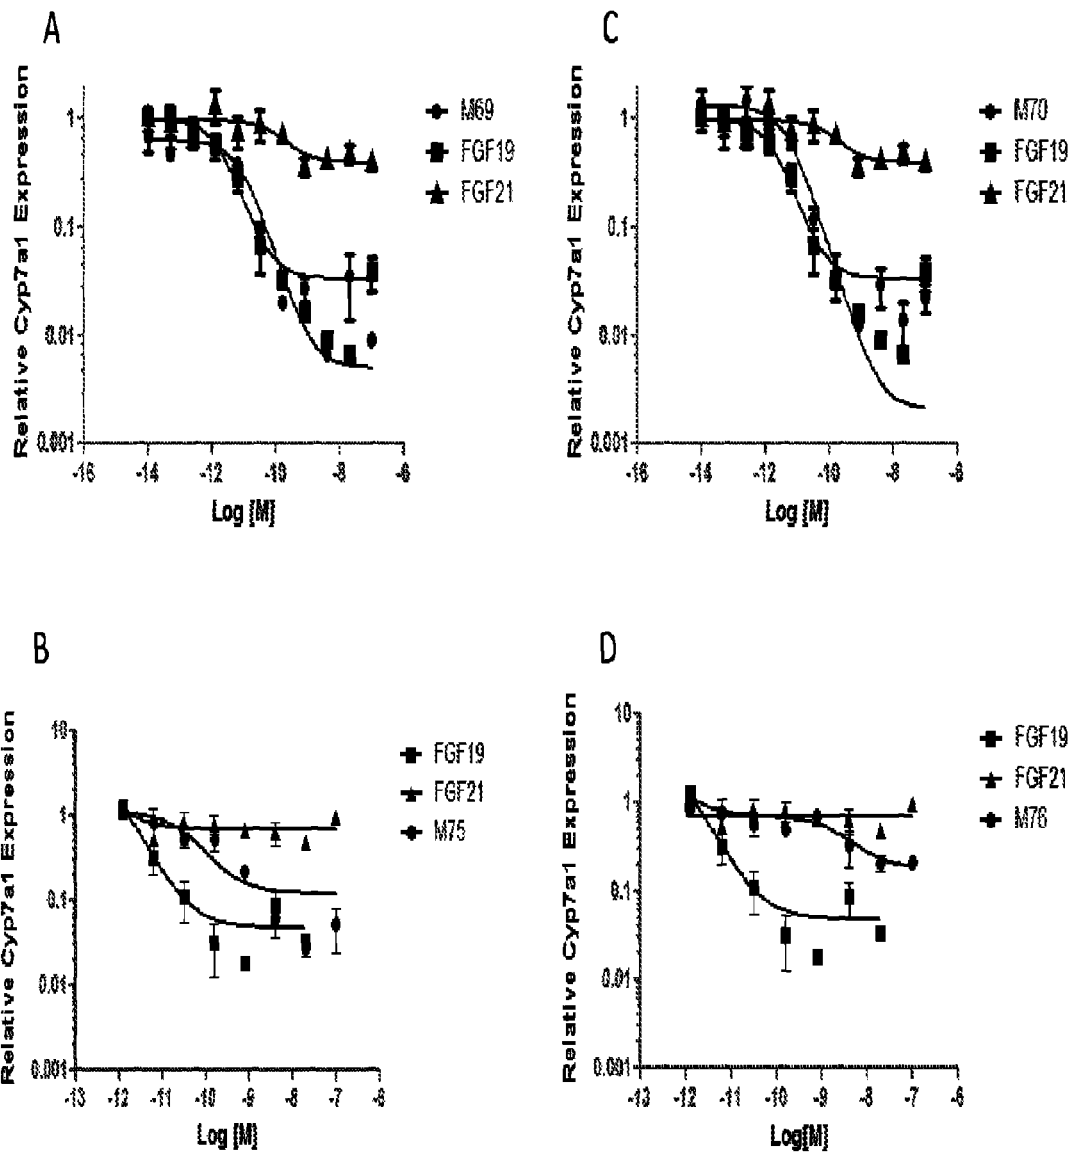 A
Relative Cyp7a1 Expression
1
0.1
0.01
0.001
-16 -14 -12 -10 -8 -6
Log [M]
M69
FGF19
FGF21
C
Relative Cyp7a1 Expression
1
0.1
0.01
0.001
-16 -14 -12 -10 -8 -6
Log [M]
M70
FGF19
FGF21
B
Relative Cyp7a1 Expression
10
1
0.1
0.01
0.001
-13 -12 -11 -10 -9 -8 -7 -6
Log [M]
FGF19
FGF21
M75
D
Relative Cyp7a1 Expression
10
1
0.1
0.01
0.001
-13 -12 -11 -10 -9 -8 -7 -6
Log[M]
FGF19
FGF21
M76